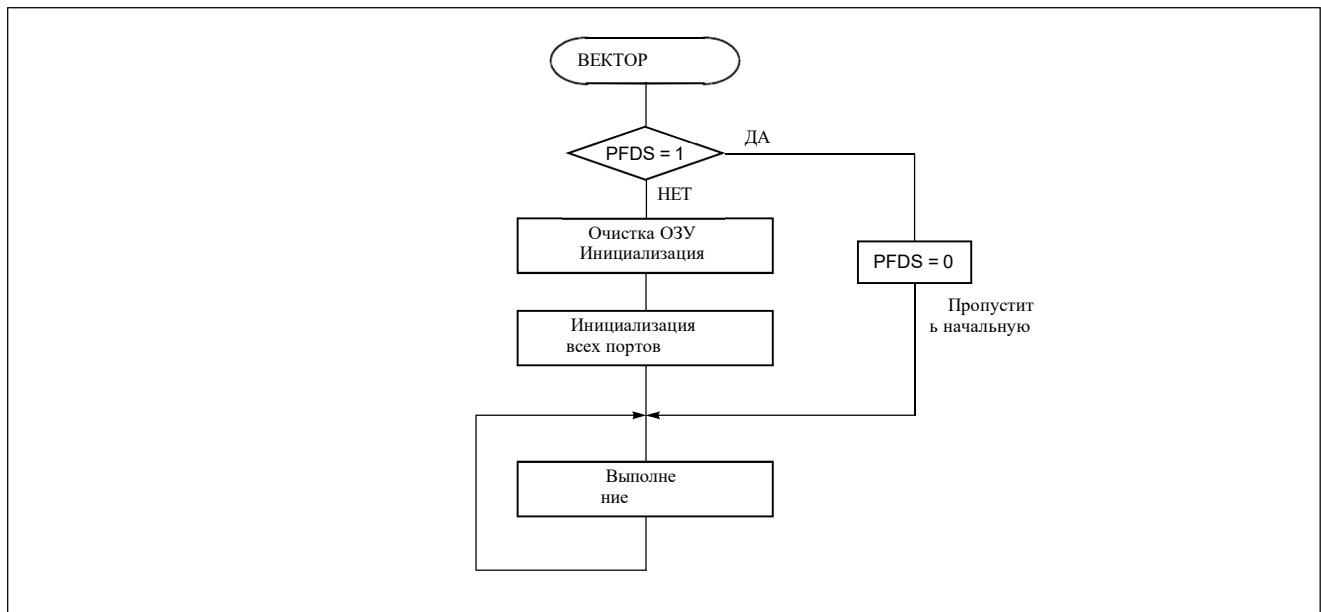 ВЕКТОР
PFDS = 1
ДА
НЕТ
Очистка ОЗУ
Инициализация
PFDS = 0
Пропустит
ь начальную
Инициализация
всех портов
Выполне
ние